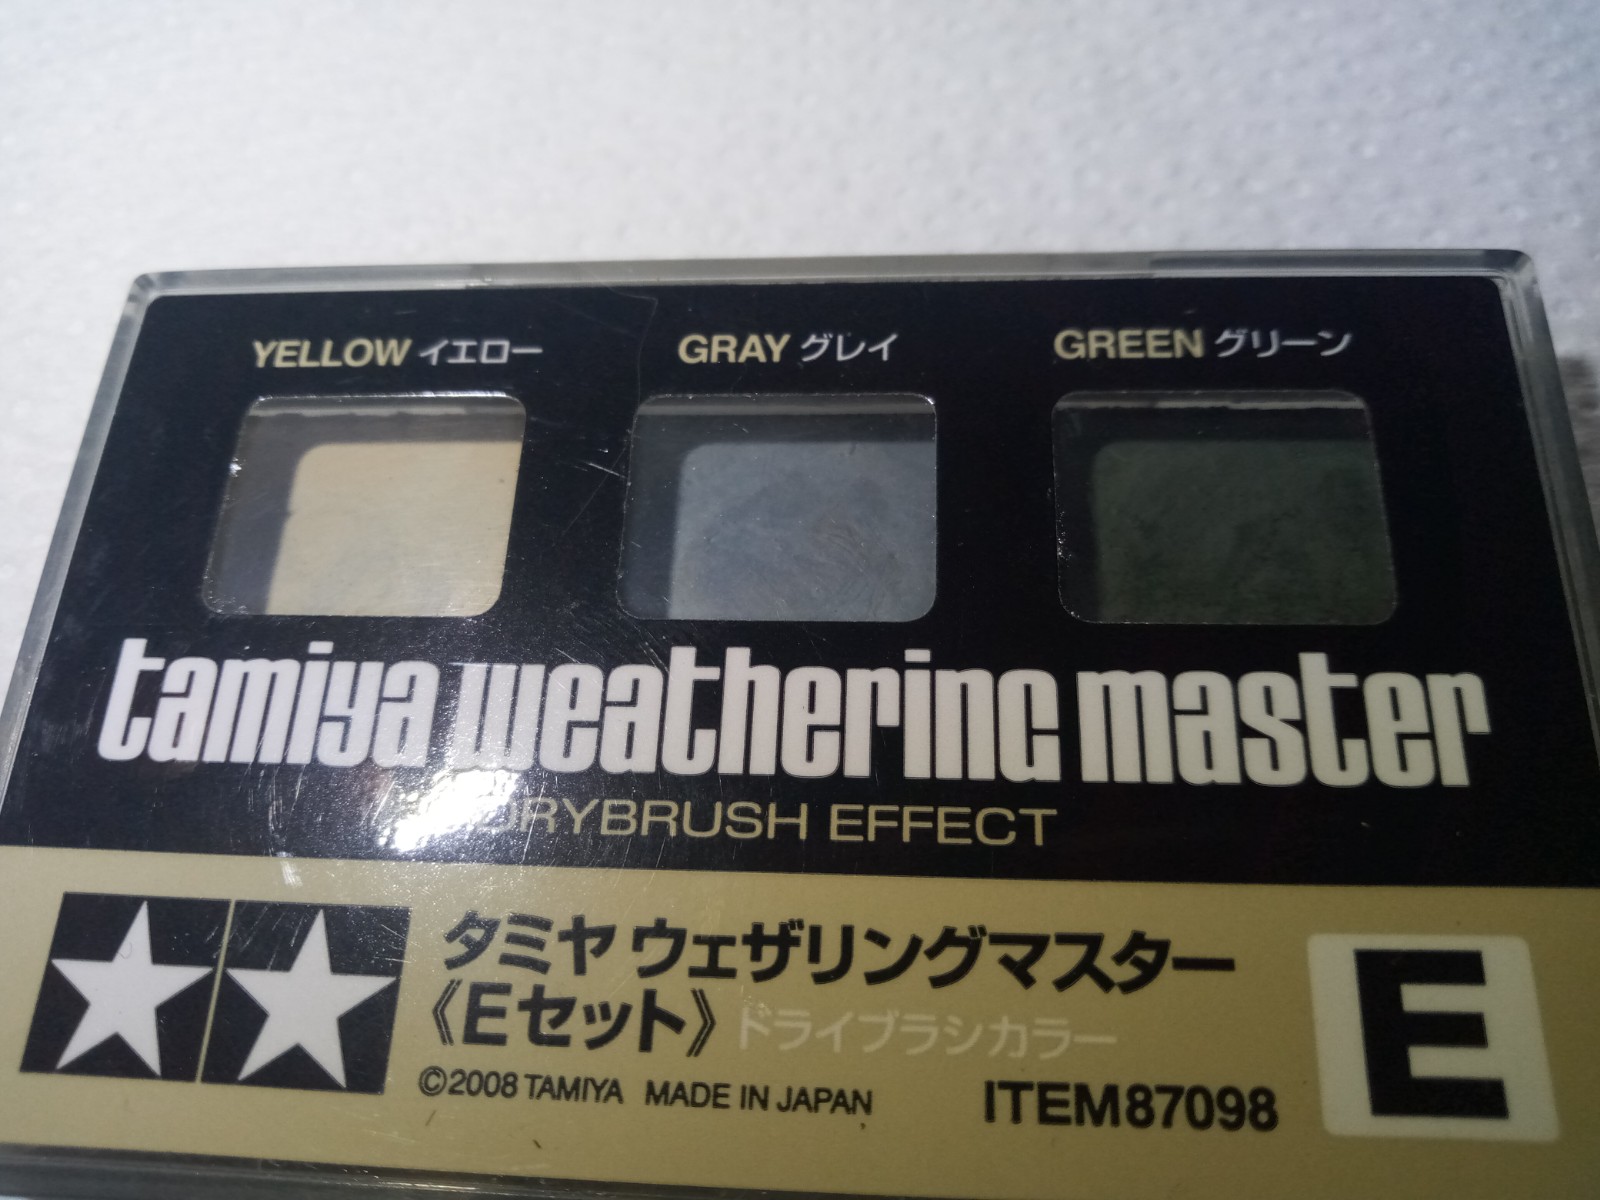 YELLOW イエロー
GRAY グレイ
GREEN グリーン
tamiya weathering master
DRYBRUSH EFFECT
タミヤ ウェザリングマスター
《Eセット》 ドライブラシカラー
©2008 TAMIYA MADE IN JAPAN
ITEM87098
E